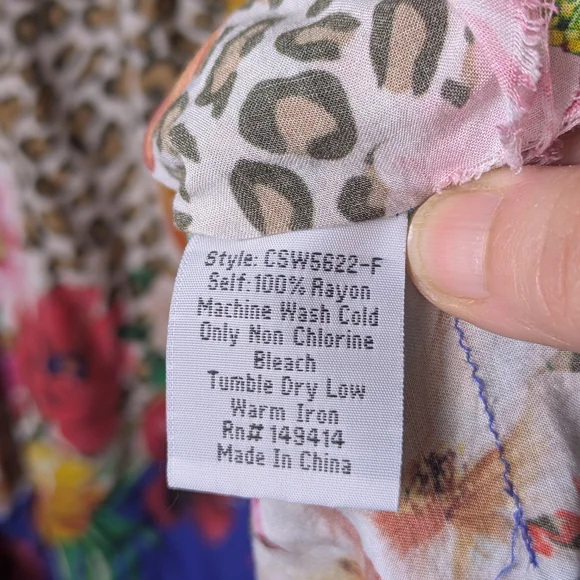 Style: CSW5622-F
Self:100% Rayon
Machine Wash Cold
Only Non Chlorine
Bleach
Tumble Dry Low
Warm Iron
Rn# 149414
Made In China